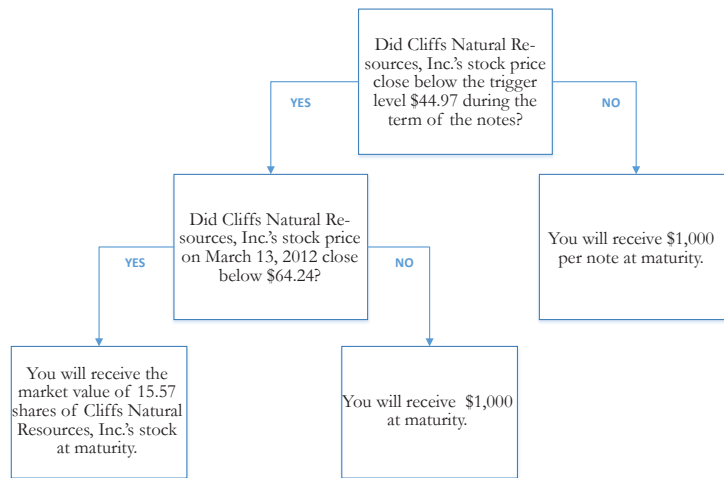 Did Cliffs Natural Re-
sources, Inc.'s stock price
close below the trigger
level $44.97 during the
term of the notes?
YES
NO
Did Cliffs Natural Re-
sources, Inc.'s stock price
on March 13, 2012 close
below $64.24?
You will receive $1,000
per note at maturity.
YES
NO
You will receive the
market value of 15.57
shares of Cliffs Natural
Resources, Inc.'s stock
at maturity.
You will receive $1,000
at maturity.